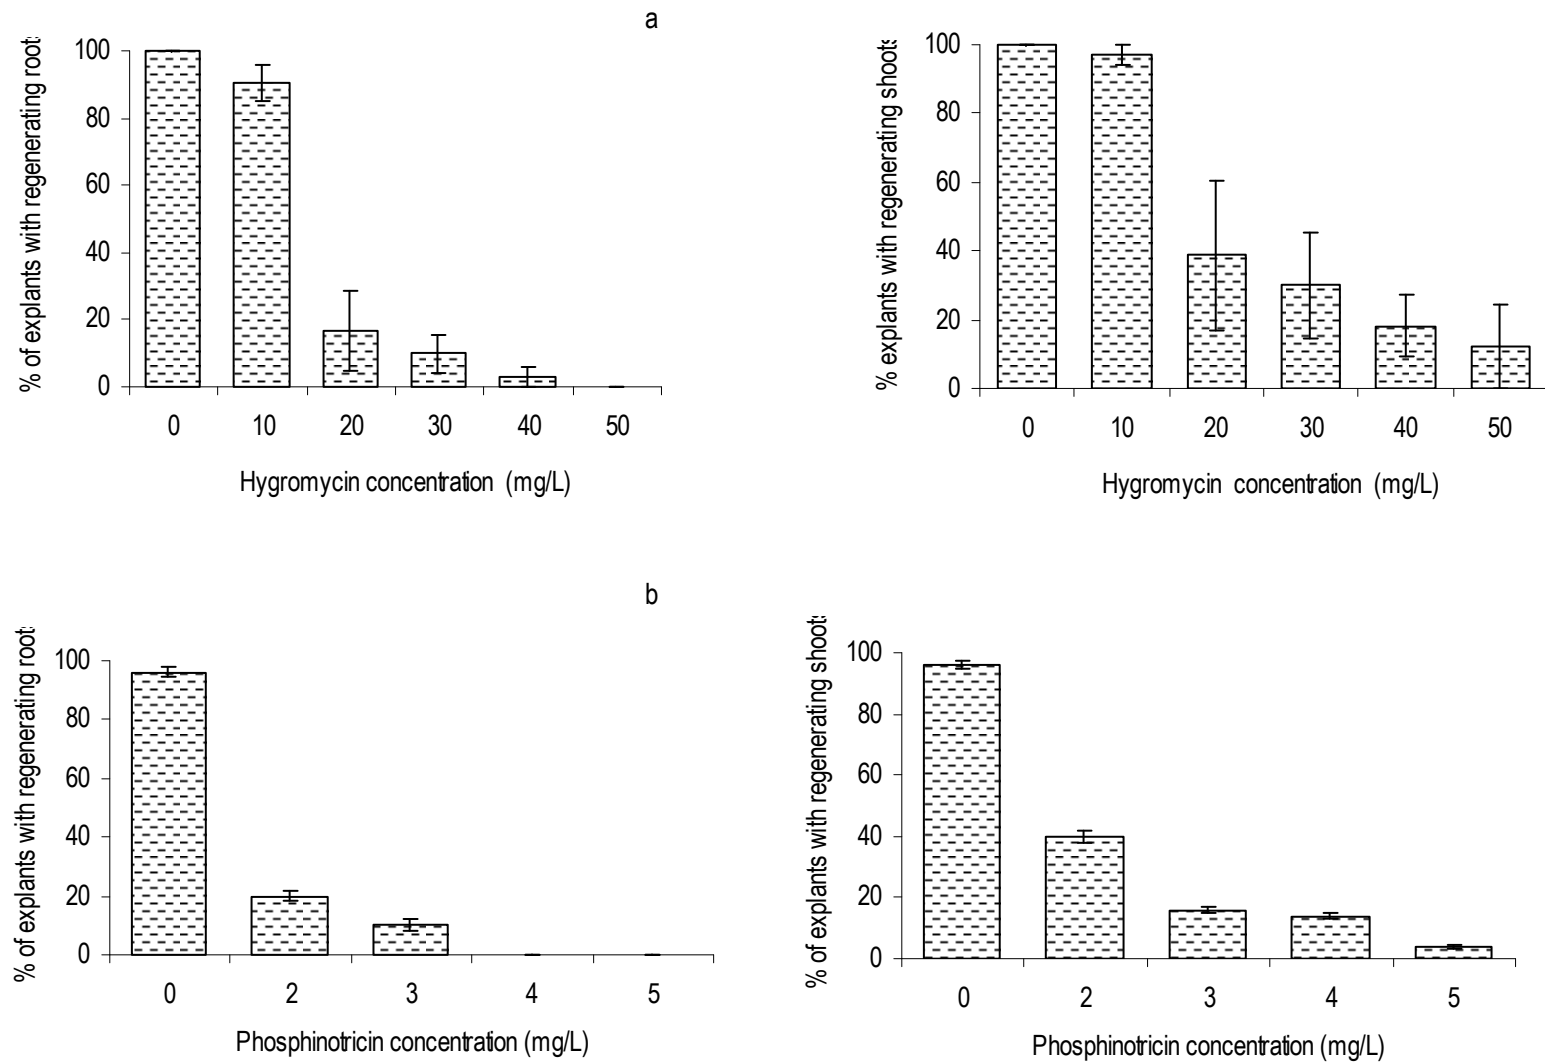 a
% of explants with regenerating root
100
80
60
40
20
0
0 10 20 30 40 50
Hygromycin concentration (mg/L)
% explants with regenerating shoots
100
80
60
40
20
0
0 10 20 30 40 50
Hygromycin concentration (mg/L)
b
% of explants with regenerating root
100
80
60
40
20
0
0 2 3 4 5
Phosphinotricin concentration (mg/L)
% of explants with regenerating shoots
100
80
60
40
20
0
0 2 3 4 5
Phosphinotricin concentration (mg/L)